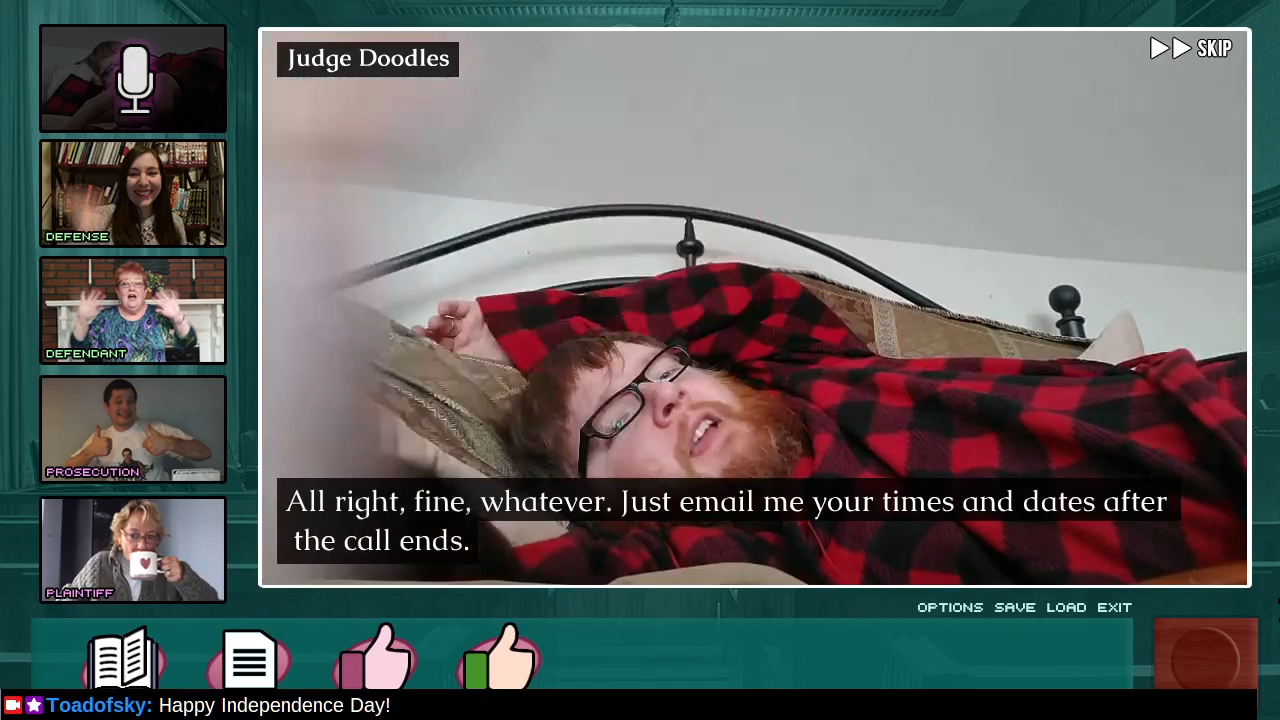 Judge Doodles
SKIP
DEFENSE
DEFENDANT
PROSECUTION
PLAINTIFF
All right, fine, whatever. Just email me your times and dates after
the call ends.
OPTIONS SAVE LOAD EXIT
Toadofsky: Happy Independence Day!